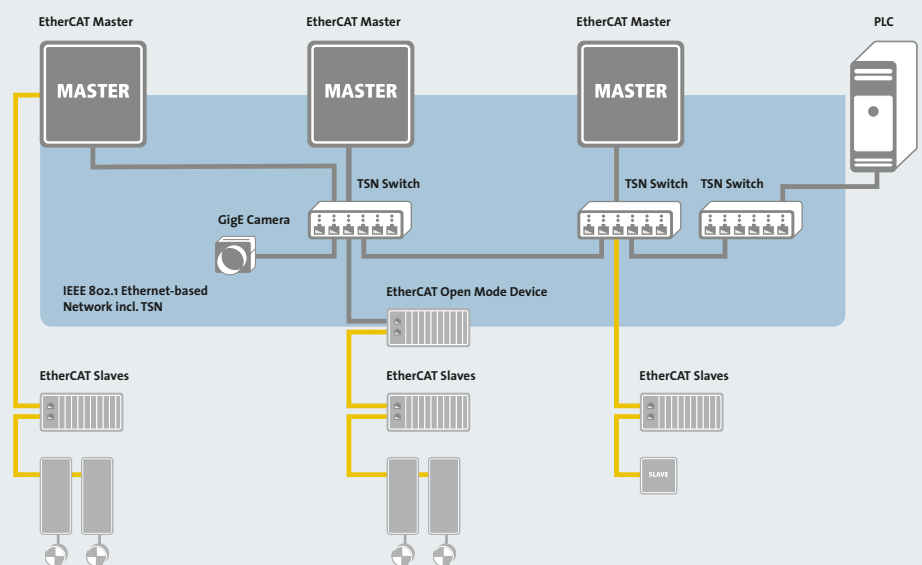 EtherCAT Master
EtherCAT Master
EtherCAT Master
PLC
MASTER
MASTER
MASTER
TSN Switch
TSN Switch
TSN Switch
GigE Camera
IEEE 802.1 Ethernet-based
Network incl. TSN
EtherCAT Open Mode Device
EtherCAT Slaves
EtherCAT Slaves
EtherCAT Slaves
SLAVE